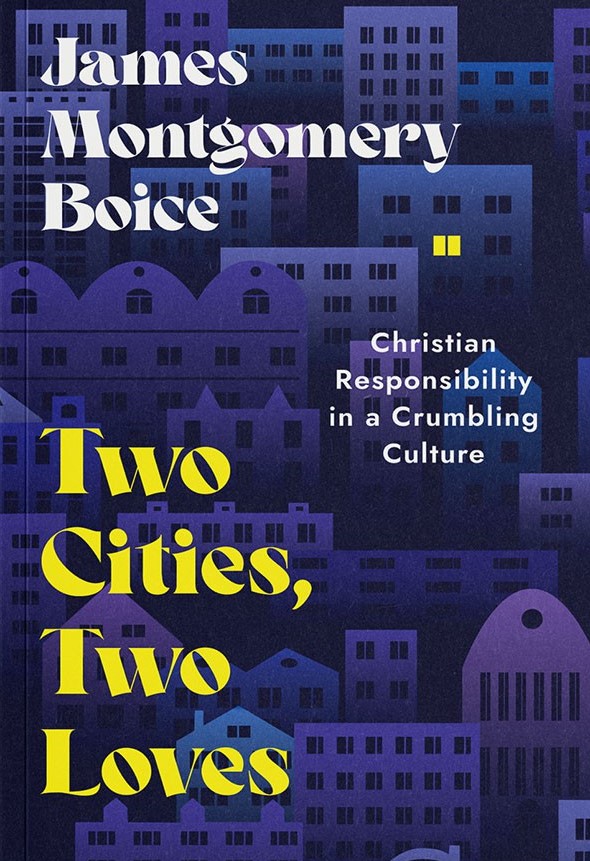 James
Montgomery
Boice
Christian
Responsibility
in a Crumbling
Culture
Two
Cities,
Two
Loves